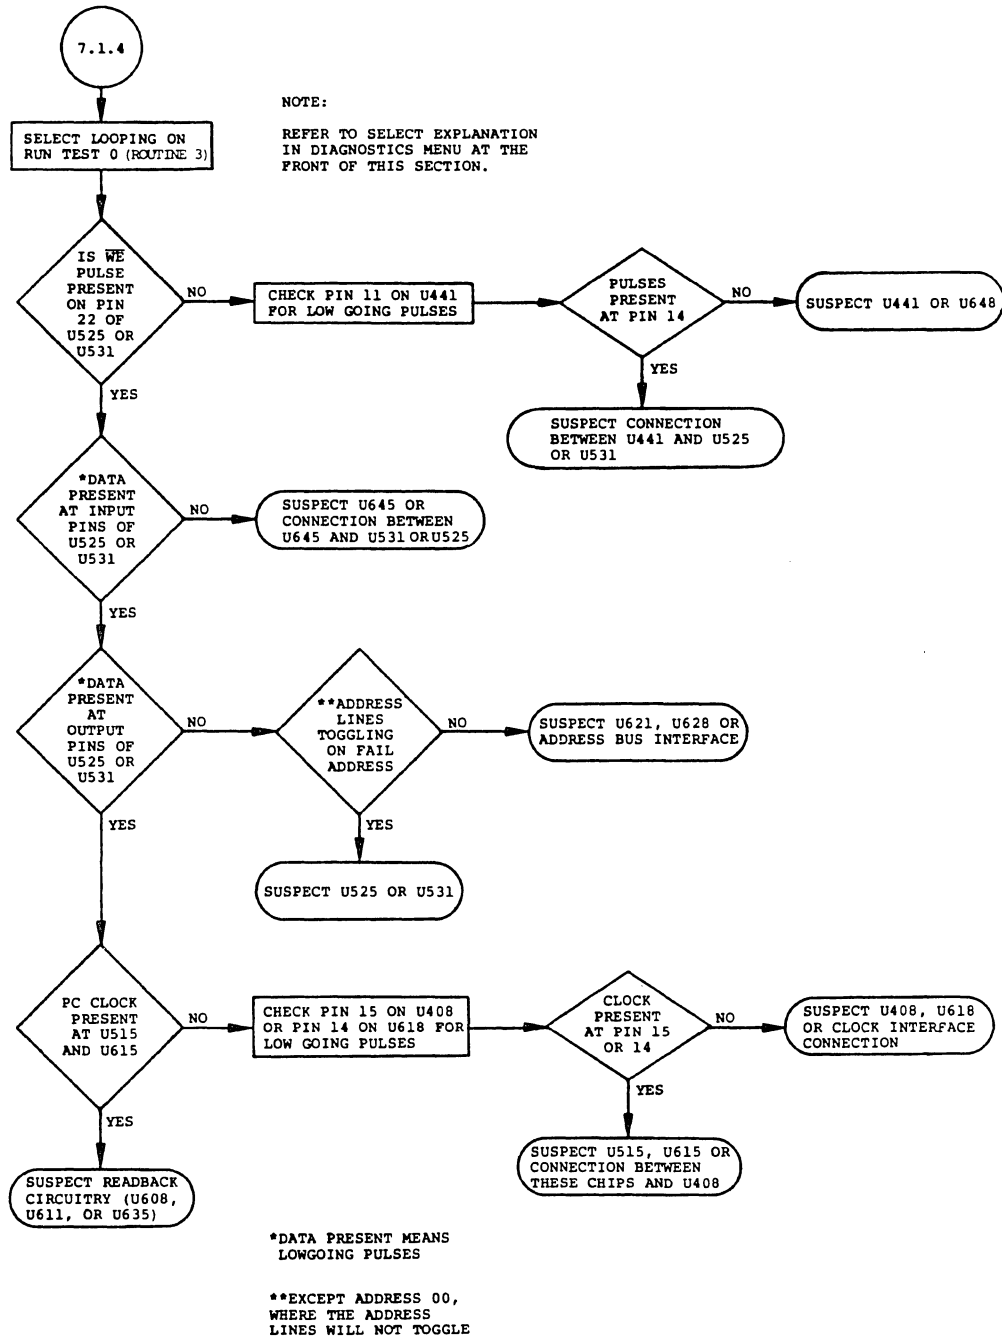 7.1.4
SELECT LOOPING ON
RUN TEST 0 (ROUTINE 3)
NOTE:
REFER TO SELECT EXPLANATION
IN DIAGNOSTICS MENU AT THE
FRONT OF THIS SECTION.
IS W̅E̅
PULSE
PRESENT
ON PIN
22 OF
U525 OR
U531
NO
CHECK PIN 11 ON U441
FOR LOW GOING PULSES
PULSES
PRESENT
AT PIN 14
NO
SUSPECT U441 OR U648
YES
SUSPECT CONNECTION
BETWEEN U441 AND U525
OR U531
YES
*DATA
PRESENT
AT INPUT
PINS OF
U525 OR
U531
NO
SUSPECT U645 OR
CONNECTION BETWEEN
U645 AND U531 OR U525
YES
*DATA
PRESENT
AT
OUTPUT
PINS OF
U525 OR
U531
NO
**ADDRESS
LINES
TOGGLING
ON FAIL
ADDRESS
NO
SUSPECT U621, U628 OR
ADDRESS BUS INTERFACE
YES
SUSPECT U525 OR U531
YES
PC CLOCK
PRESENT
AT U515
AND U615
NO
CHECK PIN 15 ON U408
OR PIN 14 ON U618 FOR
LOW GOING PULSES
CLOCK
PRESENT
AT PIN 15
OR 14
NO
SUSPECT U408, U618
OR CLOCK INTERFACE
CONNECTION
YES
SUSPECT U515, U615 OR
CONNECTION BETWEEN
THESE CHIPS AND U408
YES
SUSPECT READBACK
CIRCUITRY (U608,
U611, OR U635)
*DATA PRESENT MEANS
LOWGOING PULSES
**EXCEPT ADDRESS 00,
WHERE THE ADDRESS
LINES WILL NOT TOGGLE